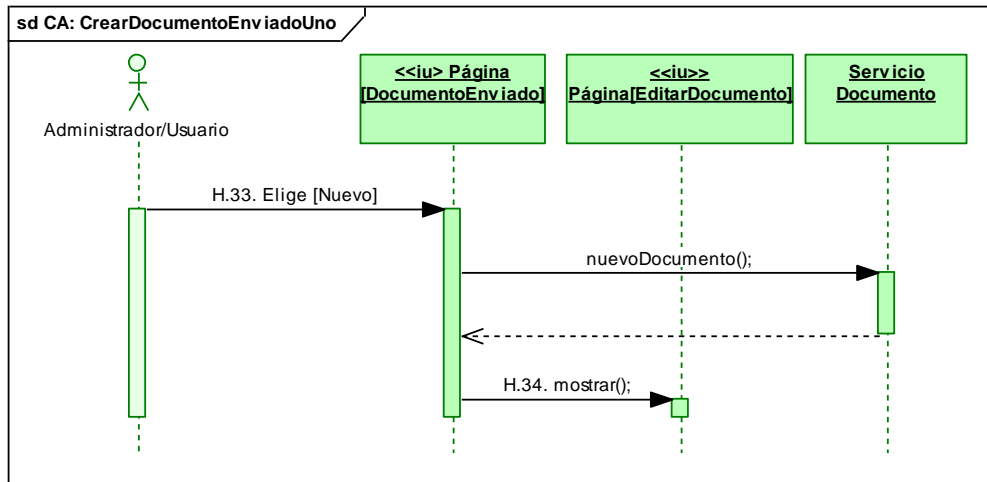 sd CA: CrearDocumentoEnviadoUno
Administrador/Usuario
<<iu> Página
[DocumentoEnviado]
<<iu>>
Página[EditarDocumento]
Servicio
Documento
H.33. Elige [Nuevo]
nuevoDocumento();
H.34. mostrar();